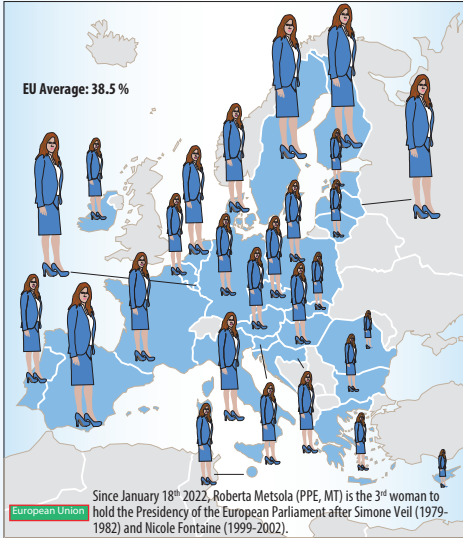 EU Average: 38.5 %
Since January 18th 2022, Roberta Metsola (PPE, MT) is the 3rd woman to
European Union hold the Presidency of the European Parliament after Simone Veil (1979-
1982) and Nicole Fontaine (1999-2002).